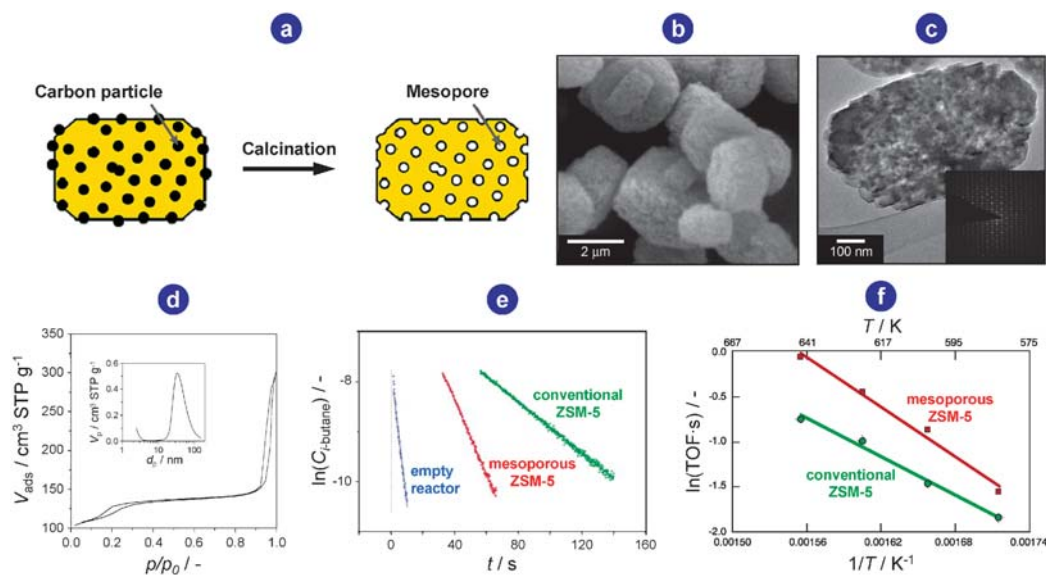 a
Carbon particle
Calcination
Mesopore
b
2 μm
c
100 nm
d
V_ads / cm³ STP g⁻¹
350
300
250
200
150
100
0.0
0.2
0.4
0.6
0.8
1.0
p/p₀ / -
V_p / cm³ STP g⁻¹
0.6
0.4
0.2
0.0
1
10
100
e
ln(C_i-butane) / -
-8
-10
0
40
80
120
160
t / s
empty
reactor
mesoporous
ZSM-5
conventional
ZSM-5
f
T / K
667
641
617
595
575
ln(TOF·s) / -
0.0
-0.5
-1.0
-1.5
-2.0
0.00150
0.00156
0.00162
0.00168
0.00174
1/T / K⁻¹
mesoporous
ZSM-5
conventional
ZSM-5